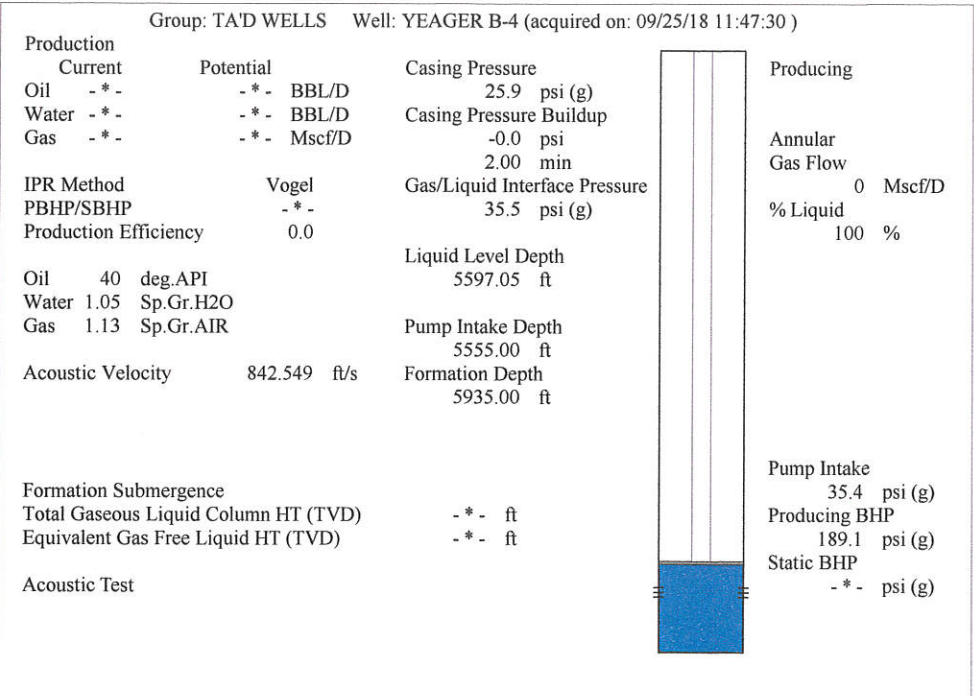 Group: TA'D WELLS Well: YEAGER B-4 (acquired on: 09/25/18 11:47:30 )
Production
Current Potential
Oil - * - - * - BBL/D
Water - * - - * - BBL/D
Gas - * - - * - Mscf/D
IPR Method Vogel
PBHP/SBHP - * -
Production Efficiency 0.0
Oil 40 deg.API
Water 1.05 Sp.Gr.H2O
Gas 1.13 Sp.Gr.AIR
Acoustic Velocity 842.549 ft/s
Formation Submergence
Total Gaseous Liquid Column HT (TVD) - * - ft
Equivalent Gas Free Liquid HT (TVD) - * - ft
Acoustic Test
Casing Pressure
25.9 psi (g)
Casing Pressure Buildup
-0.0 psi
2.00 min
Gas/Liquid Interface Pressure
35.5 psi (g)
Liquid Level Depth
5597.05 ft
Pump Intake Depth
5555.00 ft
Formation Depth
5935.00 ft
Producing
Annular
Gas Flow
0 Mscf/D
% Liquid
100 %
Pump Intake
35.4 psi (g)
Producing BHP
189.1 psi (g)
Static BHP
- * - psi (g)